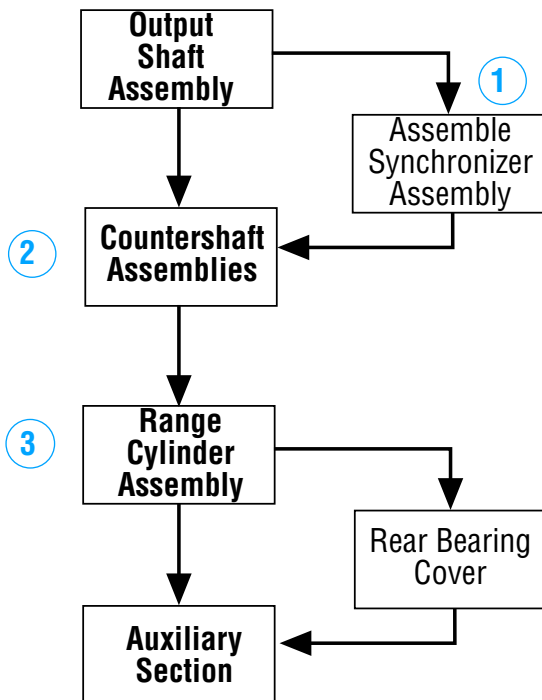 Output
Shaft
Assembly
1
Assemble
Synchronizer
Assembly
2
Countershaft
Assemblies
3
Range
Cylinder
Assembly
Rear Bearing
Cover
Auxiliary
Section